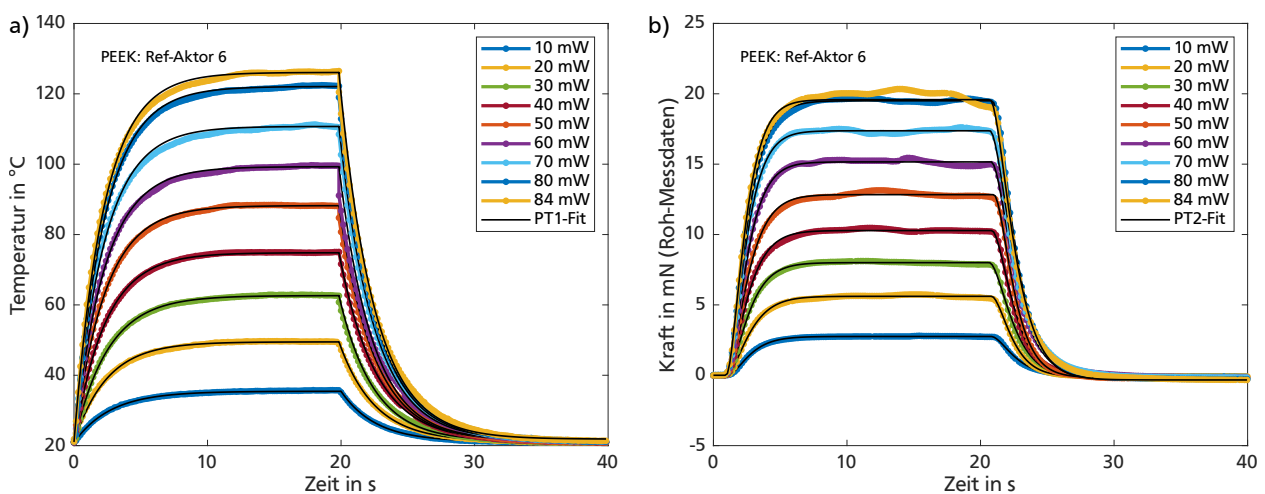 a)
PEEK: Ref-Aktor 6
140
120
100
80
60
40
20
Temperatur in °C
0
10
20
30
40
Zeit in s
10 mW
20 mW
30 mW
40 mW
50 mW
60 mW
70 mW
80 mW
84 mW
PT1-Fit
b)
PEEK: Ref-Aktor 6
25
20
15
10
5
0
-5
Kraft in mN (Roh-Messdaten)
0
10
20
30
40
Zeit in s
10 mW
20 mW
30 mW
40 mW
50 mW
60 mW
70 mW
80 mW
84 mW
PT2-Fit